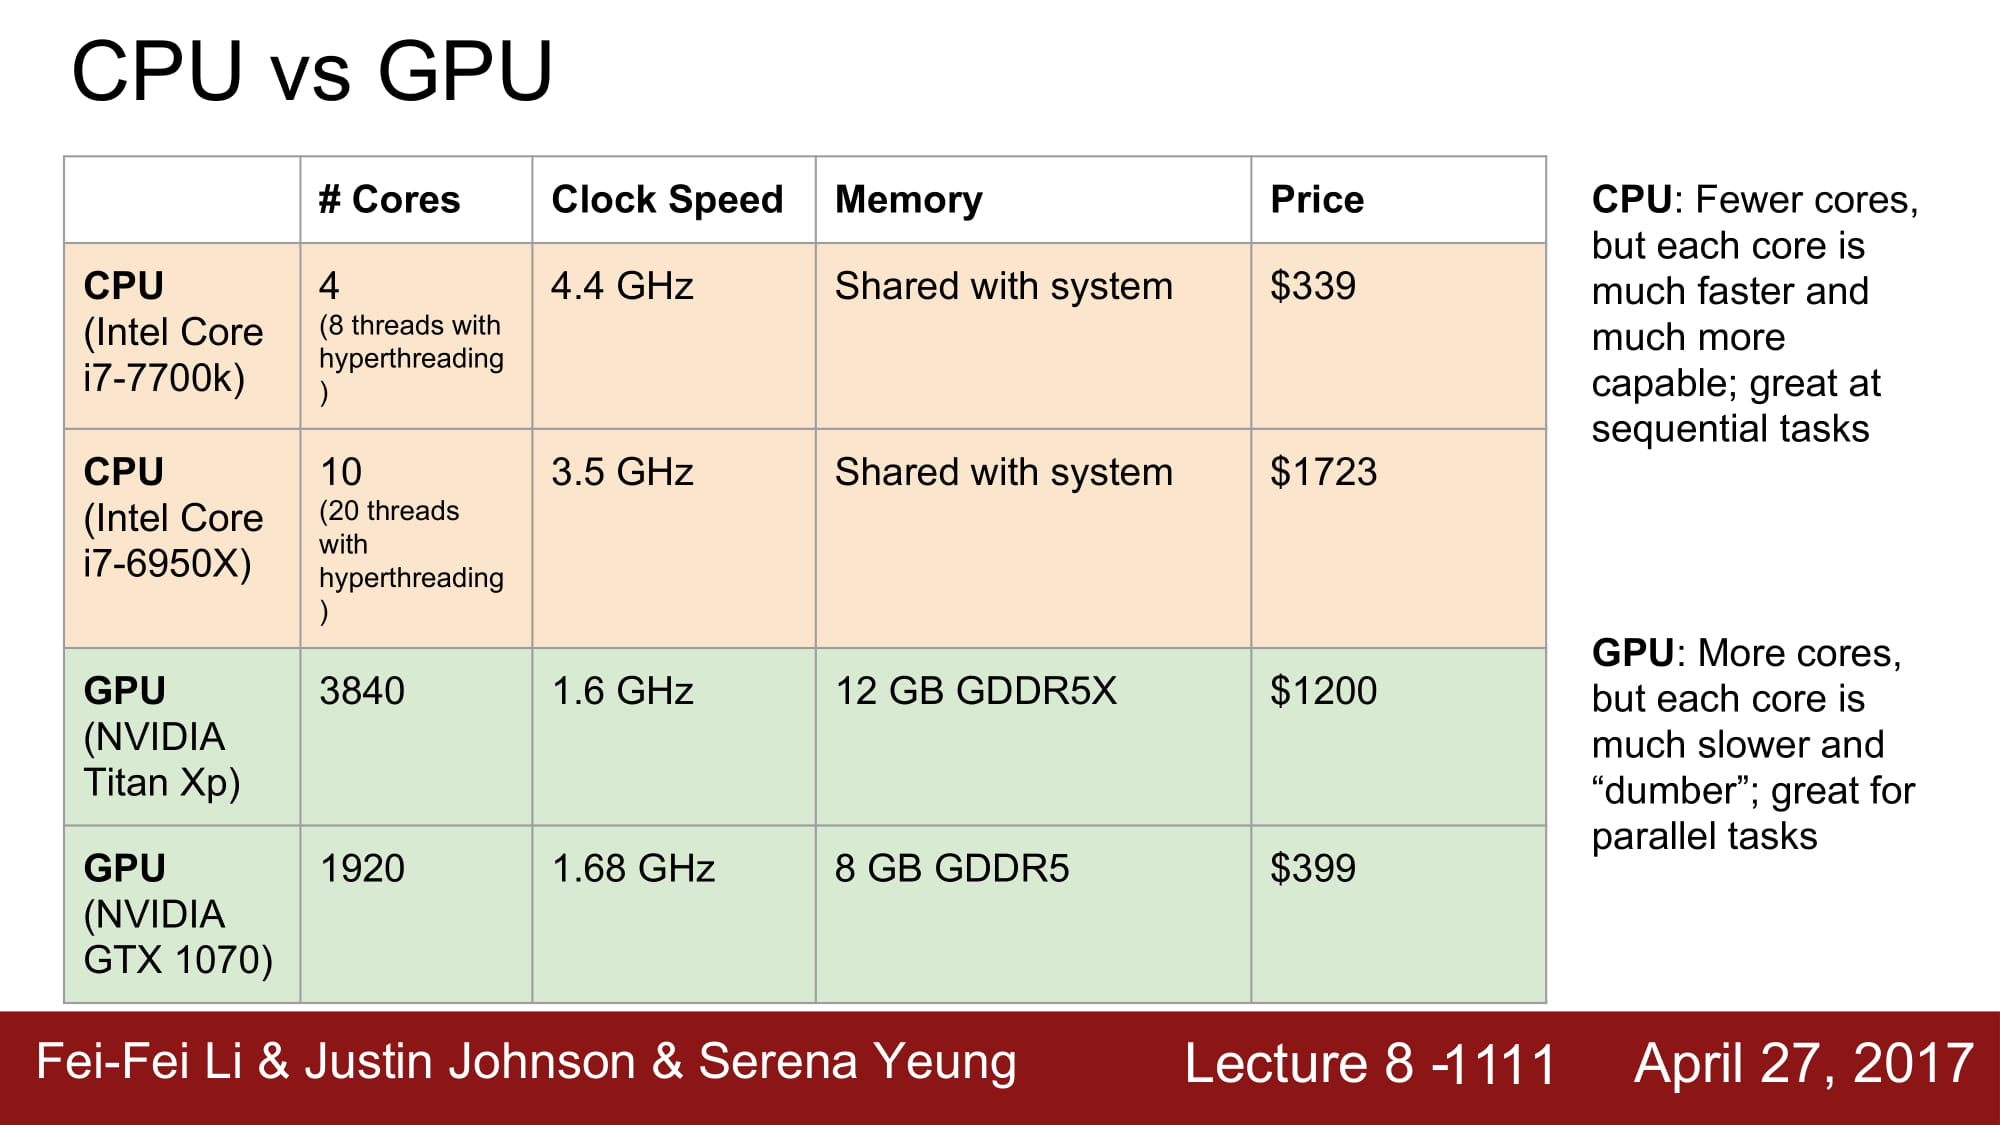 CPU vs GPU
# Cores
Clock Speed
Memory
Price
CPU
(Intel Core
i7-7700k)
4
(8 threads with
hyperthreading
)
4.4 GHz
Shared with system
$339
CPU
(Intel Core
i7-6950X)
10
(20 threads
with
hyperthreading
)
3.5 GHz
Shared with system
$1723
GPU
(NVIDIA
Titan Xp)
3840
1.6 GHz
12 GB GDDR5X
$1200
GPU
(NVIDIA
GTX 1070)
1920
1.68 GHz
8 GB GDDR5
$399
CPU: Fewer cores,
but each core is
much faster and
much more
capable; great at
sequential tasks
GPU: More cores,
but each core is
much slower and
“dumber”; great for
parallel tasks
Fei-Fei Li & Justin Johnson & Serena Yeung
Lecture 8 -1111
April 27, 2017